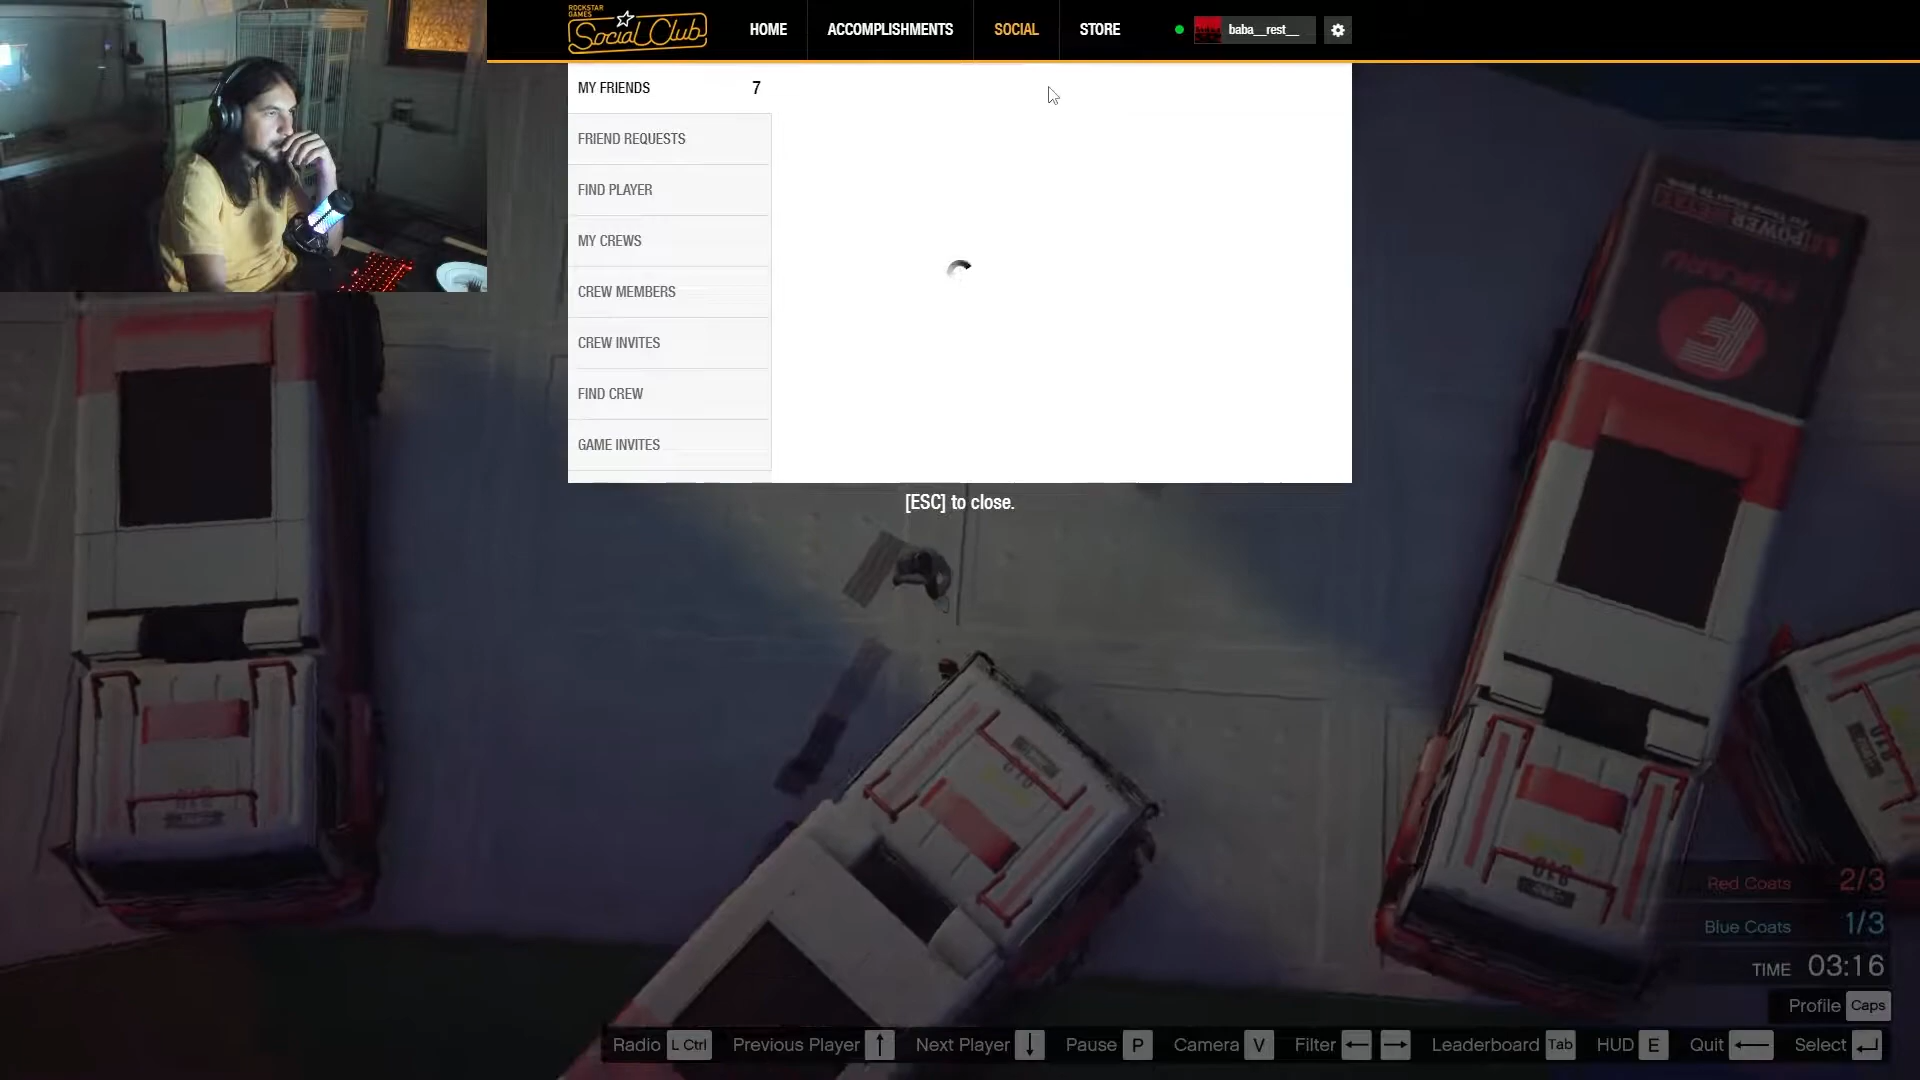 ROCKSTAR
GAMES
Social Club
HOME
ACCOMPLISHMENTS
SOCIAL
STORE
baba__rest__
MY FRIENDS 7
FRIEND REQUESTS
FIND PLAYER
MY CREWS
CREW MEMBERS
CREW INVITES
FIND CREW
GAME INVITES
[ESC] to close.
Red Coats 2/3
Blue Coats 1/3
TIME 03:16
Profile Caps
Radio L Ctrl Previous Player ↑ Next Player ↓ Pause P Camera V Filter ← → Leaderboard Tab HUD E Quit ← Select ↵